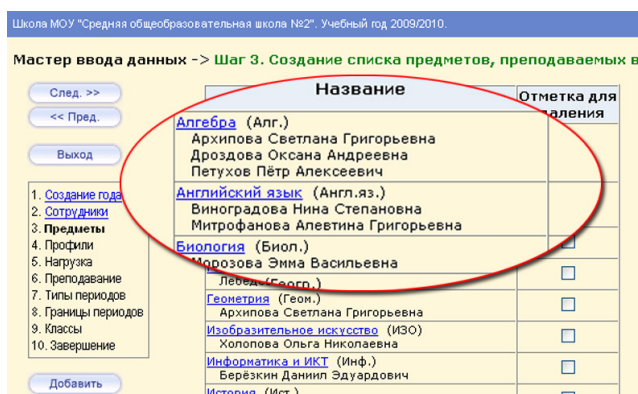 Школа МОУ "Средняя общеобразовательная школа №2". Учебный год 2009/2010.
Мастер ввода данных -> Шаг 3. Создание списка предметов, преподаваемых в
След. >>
<< Пред.
Выход
1. Создание года
2. Сотрудники
3. Предметы
4. Профили
5. Нагрузка
6. Преподавание
7. Типы периодов
8. Границы периодов
9. Классы
10. Завершение
Добавить
Название
Отметка для
даления
Алгебра (Алг.)
Архипова Светлана Григорьевна
Дроздова Оксана Андреевна
Петухов Пётр Алексеевич
Английский язык (Англ.яз.)
Виноградова Нина Степановна
Митрофанова Алевтина Григорьевна
Биология (Биол.)
Морозова Эмма Васильевна
Геометрия (Геом.)
Архипова Светлана Григорьевна
Изобразительное искусство (ИЗО)
Холопова Ольга Николаевна
Информатика и ИКТ (Инф.)
Берёзкин Даниил Эдуардович
История (Ист.)